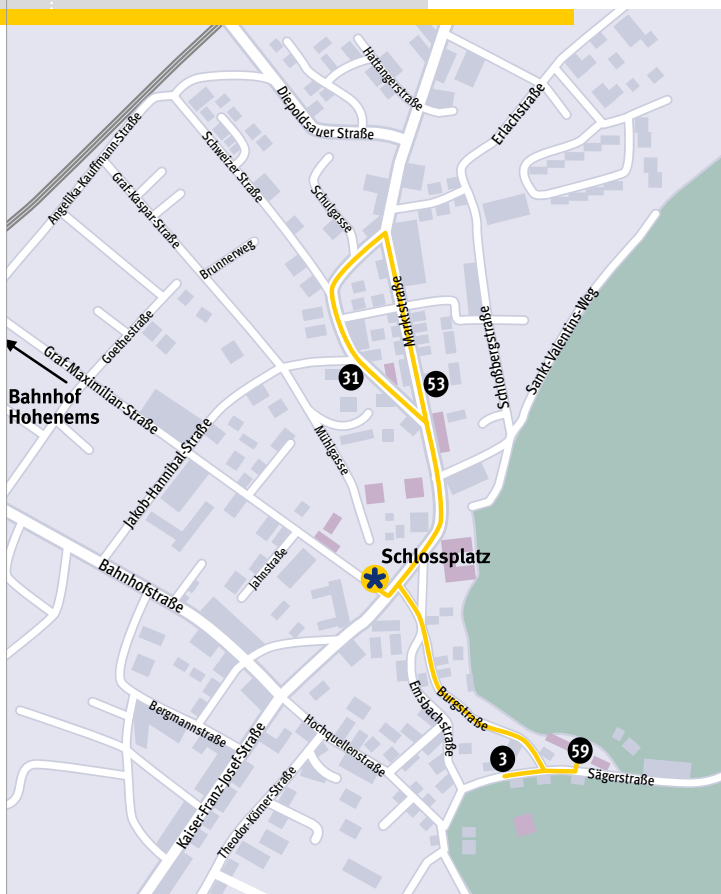 Hattangerstraße
Diepoldsauer Straße
Erlachstraße
Angelika-Kauffmann-Straße
Schweizer Straße
Graf-Kaspar-Straße
Schulgasse
Brunnerweg
Marktstraße
Schloßbergstraße
Sankt-Valentins-Weg
Goethestraße
Graf-Maximilian-Straße
31
53
Bahnhof
Hohenems
Jakob-Hannibal-Straße
Mühlgasse
Schlossplatz
Jahnstraße
Bahnhofstraße
Emsbachstraße
Burgstraße
Bergmannstraße
Hochquellenstraße
Kaiser-Franz-Josef-Straße
Theodor-Körner-Straße
3
59
Sägerstraße